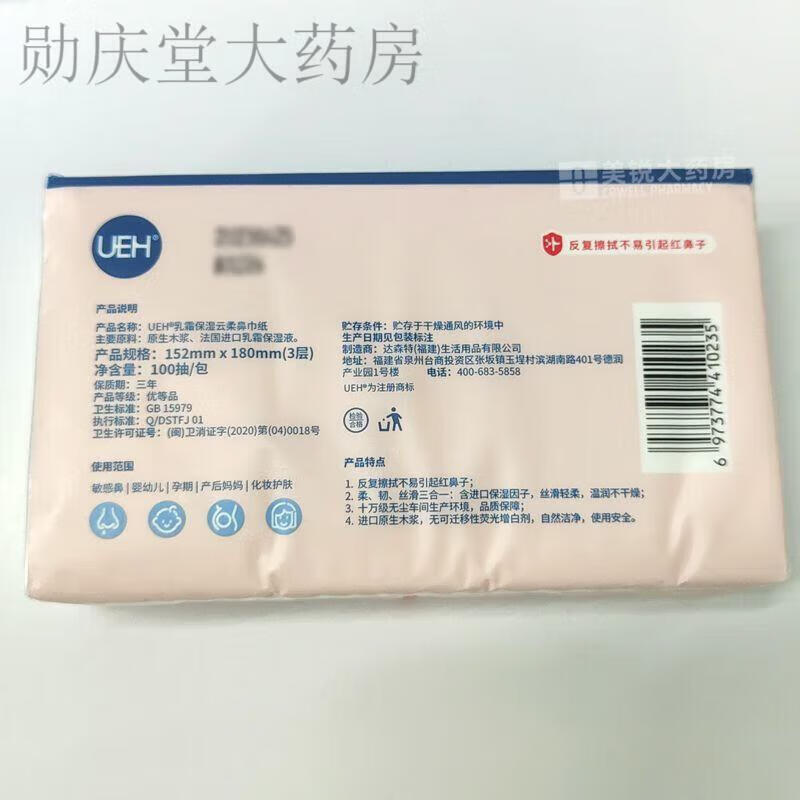 勋庆堂大药房
美锐大药房
UEH®
反复擦拭不易引起红鼻子
产品说明
产品名称：UEH®乳霜保湿云柔鼻巾纸
主要原料：原生木浆、法国进口乳霜保湿液。
产品规格：152mm x 180mm(3层)
净含量：100抽/包
保质期：三年
产品等级：优等品
卫生标准：GB 15979
执行标准：Q/DSTFJ 01
卫生许可证号：(闽)卫消证字(2020)第(04)0018号
使用范围
敏感鼻|婴幼儿|孕期|产后妈妈|化妆护肤
贮存条件：贮存于干燥通风的环境中
生产日期见包装标注
制造商：达森特(福建)生活用品有限公司
地址：福建省泉州台商投资区张坂镇玉埕村滨湖南路401号德润
产业园1号楼 电话：400-683-5858
UEH®为注册商标
检验
合格
产品特点
1. 反复擦拭不易引起红鼻子；
2. 柔、韧、丝滑三合一：含进口保湿因子，丝滑轻柔，温润不干燥；
3. 十万级无尘车间生产环境，品质保障；
4. 进口原生木浆，无可迁移性荧光增白剂，自然洁净，使用安全。
6 973774 410235